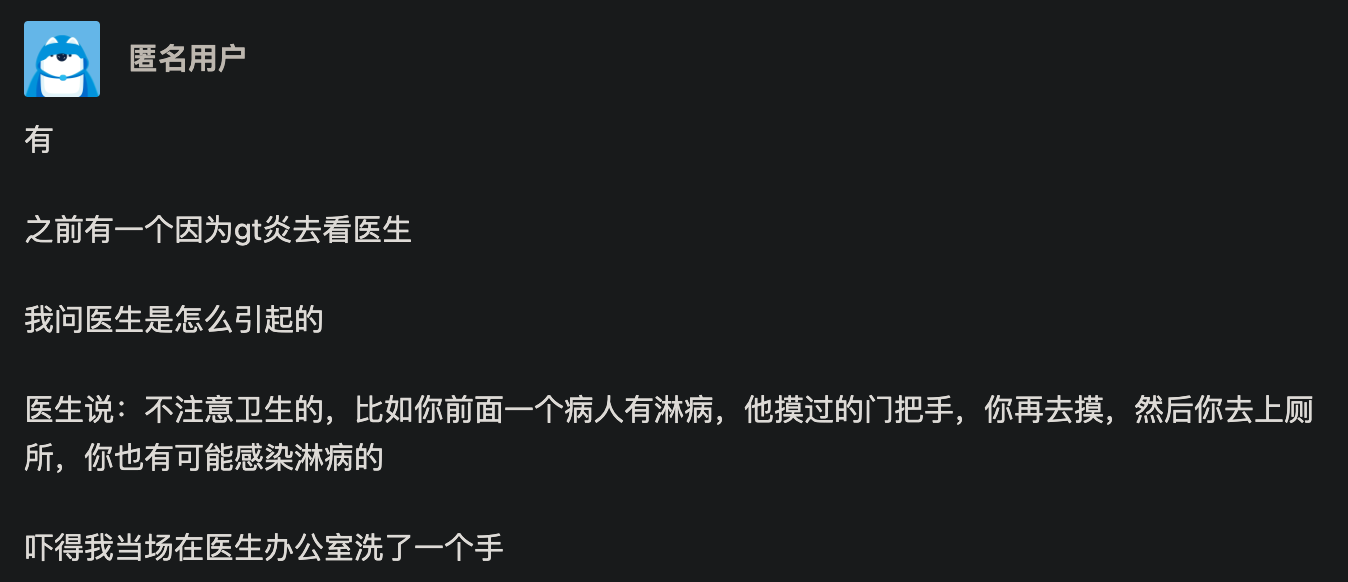 匿名用户
有
之前有一个因为gt炎去看医生
我问医生是怎么引起的
医生说：不注意卫生的，比如你前面一个病人有淋病，他摸过的门把手，你再去摸，然后你去上厕
所，你也有可能感染淋病的
吓得我当场在医生办公室洗了一个手